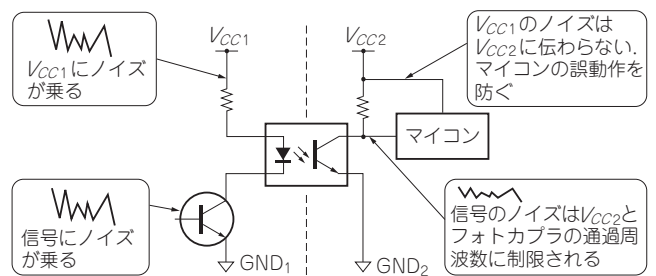 VCC1にノイズ
が乗る
VCC1
VCC2
VCC1のノイズは
VCC2に伝わらない.
マイコンの誤動作を
防ぐ
マイコン
信号にノイズ
が乗る
GND1
GND2
信号のノイズはVCC2と
フォトカプラの通過周
波数に制限される